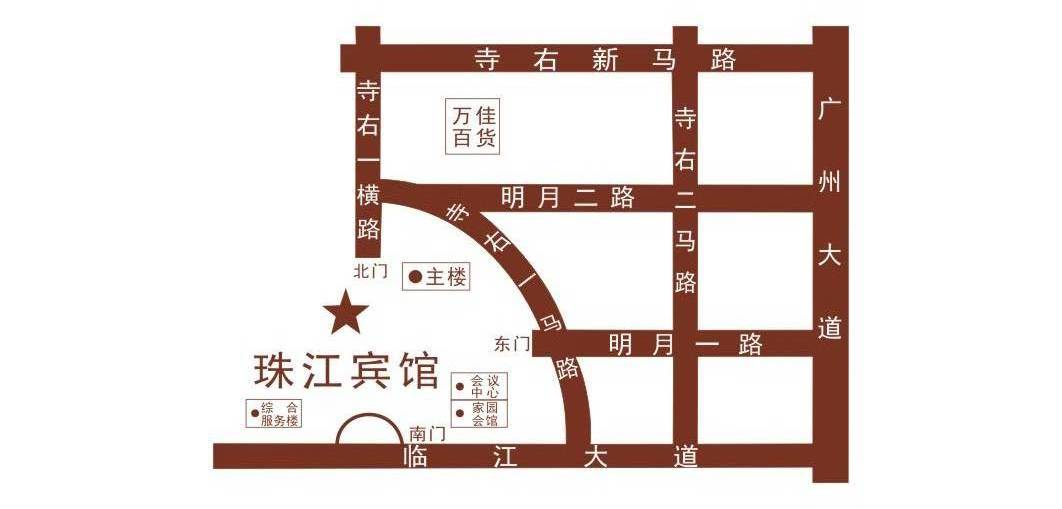 寺右新马路
寺右一横路
万佳
百货
寺右二马路
广州大道
明月二路
寺右一马路
北门
主楼
东门
明月一路
珠江宾馆
会议
中心
综合
服务楼
家园
会馆
南门
临江大道